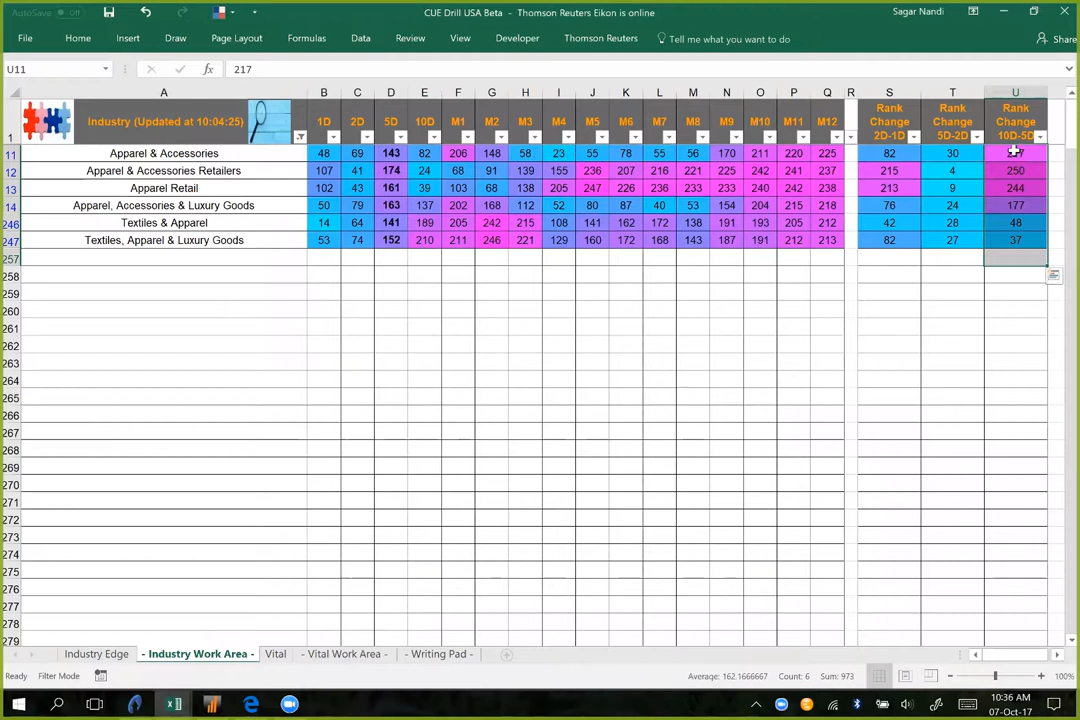 AutoSave Off
CUE Drill USA Beta - Thomson Reuters Eikon is online
Sagar Nandi
File Home Insert Draw Page Layout Formulas Data Review View Developer Thomson Reuters Tell me what you want to do Share
U11 fx 217
A B C D E F G H I J K L M N O P Q R S T U
1 Industry (Updated at 10:04:25) 1D 2D 5D 10D M1 M2 M3 M4 M5 M6 M7 M8 M9 M10 M11 M12 Rank Change 2D-1D Rank Change 5D-2D Rank Change 10D-5D
11 Apparel & Accessories 48 69 143 82 206 148 58 23 55 78 55 56 170 211 220 225 82 30
12 Apparel & Accessories Retailers 107 41 174 24 68 91 139 155 236 207 216 221 225 242 241 237 215 4 250
13 Apparel Retail 102 43 161 39 103 68 138 205 247 226 236 233 233 240 242 238 213 9 244
14 Apparel, Accessories & Luxury Goods 50 79 163 137 202 168 112 52 80 87 40 53 154 204 215 218 76 24 177
246 Textiles & Apparel 14 64 141 189 205 242 215 108 141 162 172 138 191 193 205 212 42 28 48
247 Textiles, Apparel & Luxury Goods 53 74 152 210 211 246 221 129 160 172 168 143 187 191 212 213 82 27 37
257
258
259
260
261
262
263
264
265
266
267
268
269
270
271
272
273
274
275
276
277
278
279
Industry Edge - Industry Work Area - Vital - Vital Work Area - - Writing Pad -
Ready Filter Mode Average: 162.1666667 Count: 6 Sum: 973 100%
10:36 AM
07-Oct-17